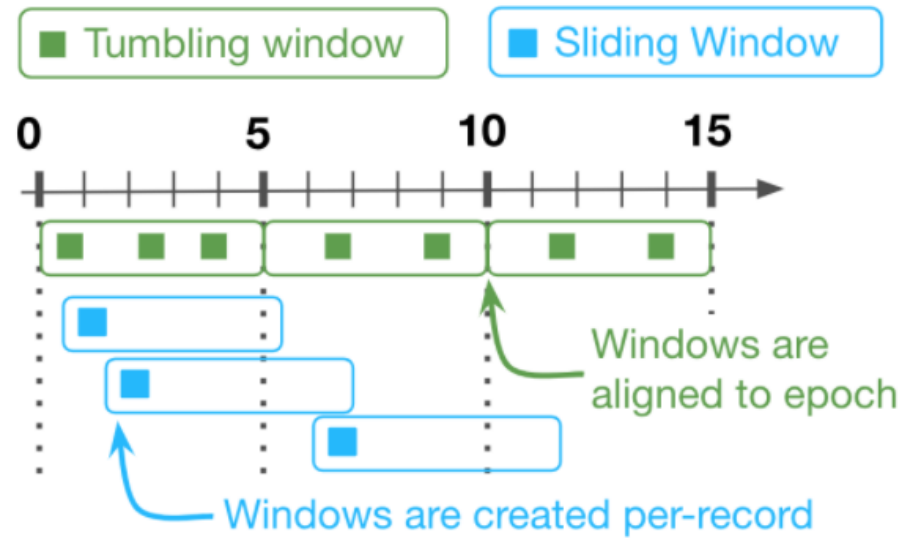 Tumbling window
Sliding Window
0 5 10 15
Windows are
aligned to epoch
Windows are created per-record